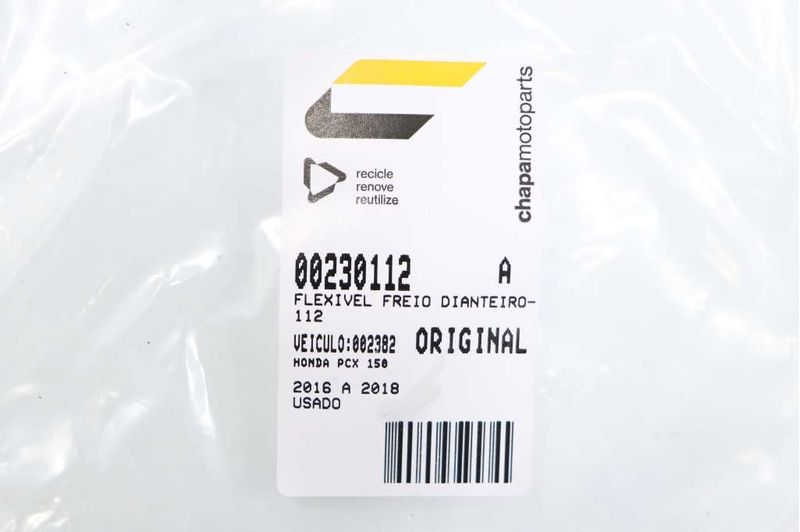 recicle
renove
reutilize
chapamotoparts
00230112 A
FLEXIVEL FREIO DIANTEIRO-
112
VEICULO:002382 ORIGINAL
HONDA PCX 150
2016 A 2018
USADO